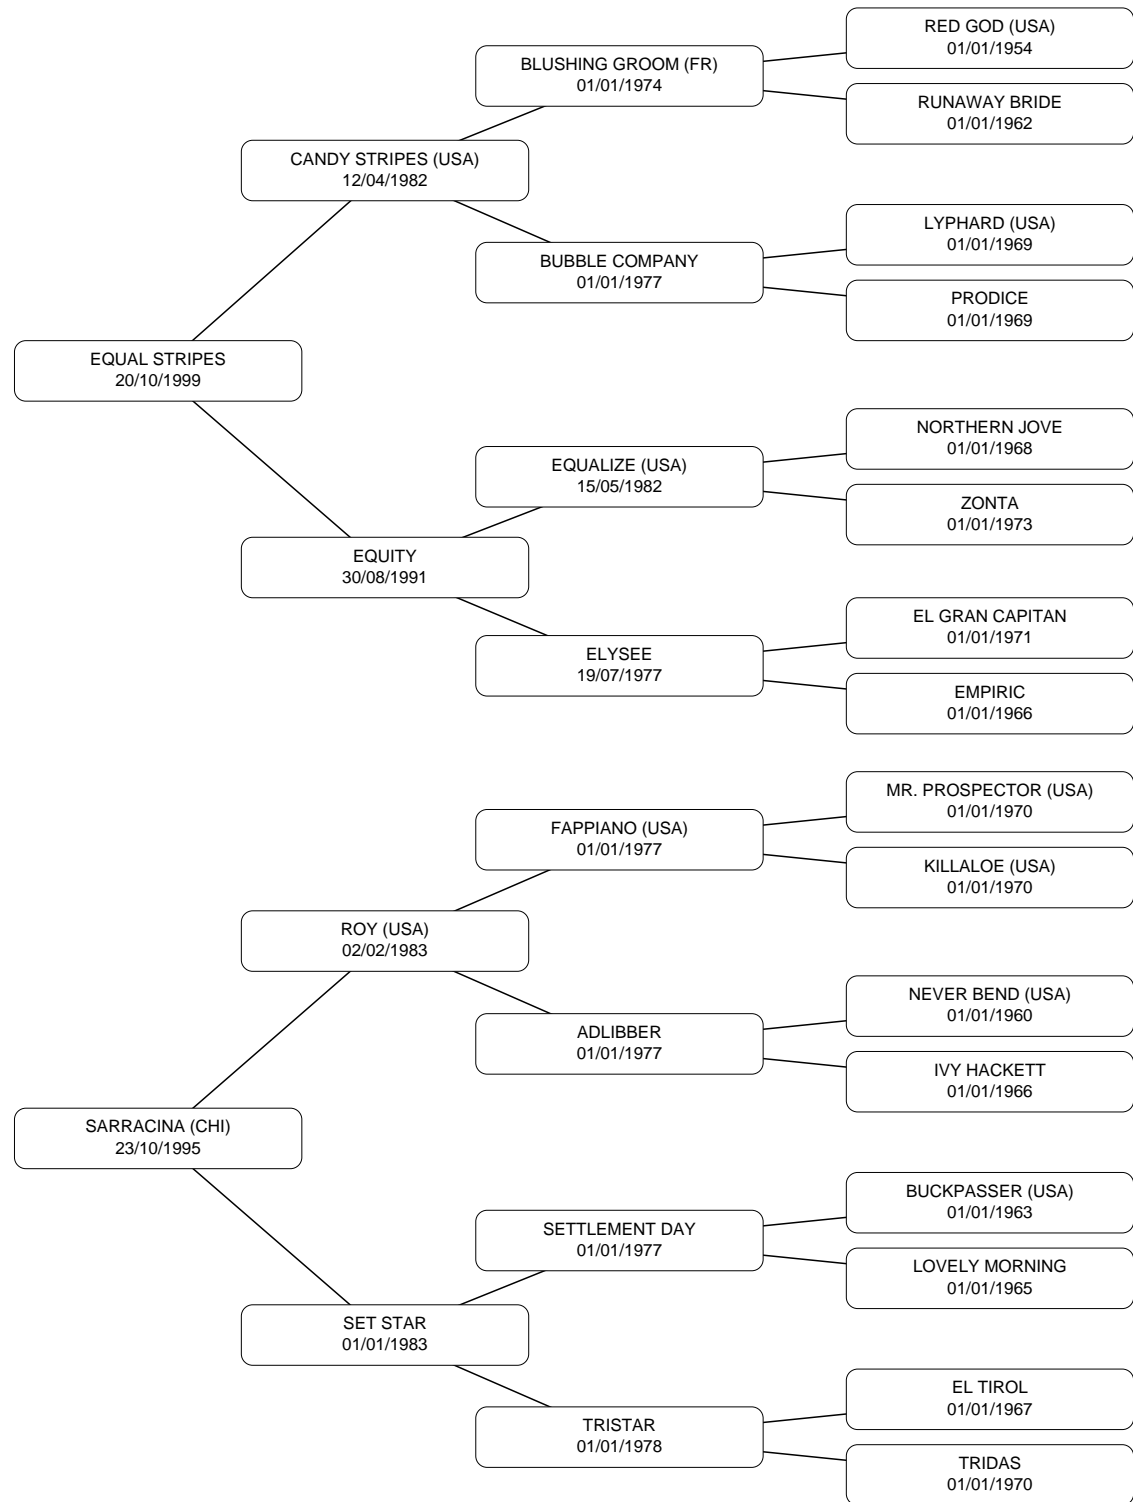 RED GOD (USA)
01/01/1954
BLUSHING GROOM (FR)
01/01/1974
RUNAWAY BRIDE
01/01/1962
CANDY STRIPES (USA)
12/04/1982
LYPHARD (USA)
01/01/1969
BUBBLE COMPANY
01/01/1977
PRODICE
01/01/1969
EQUAL STRIPES
20/10/1999
NORTHERN JOVE
01/01/1968
EQUALIZE (USA)
15/05/1982
ZONTA
01/01/1973
EQUITY
30/08/1991
EL GRAN CAPITAN
01/01/1971
ELYSEE
19/07/1977
EMPIRIC
01/01/1966
MR. PROSPECTOR (USA)
01/01/1970
FAPPIANO (USA)
01/01/1977
KILLALOE (USA)
01/01/1970
ROY (USA)
02/02/1983
NEVER BEND (USA)
01/01/1960
ADLIBBER
01/01/1977
IVY HACKETT
01/01/1966
SARRACINA (CHI)
23/10/1995
BUCKPASSER (USA)
01/01/1963
SETTLEMENT DAY
01/01/1977
LOVELY MORNING
01/01/1965
SET STAR
01/01/1983
EL TIROL
01/01/1967
TRISTAR
01/01/1978
TRIDAS
01/01/1970